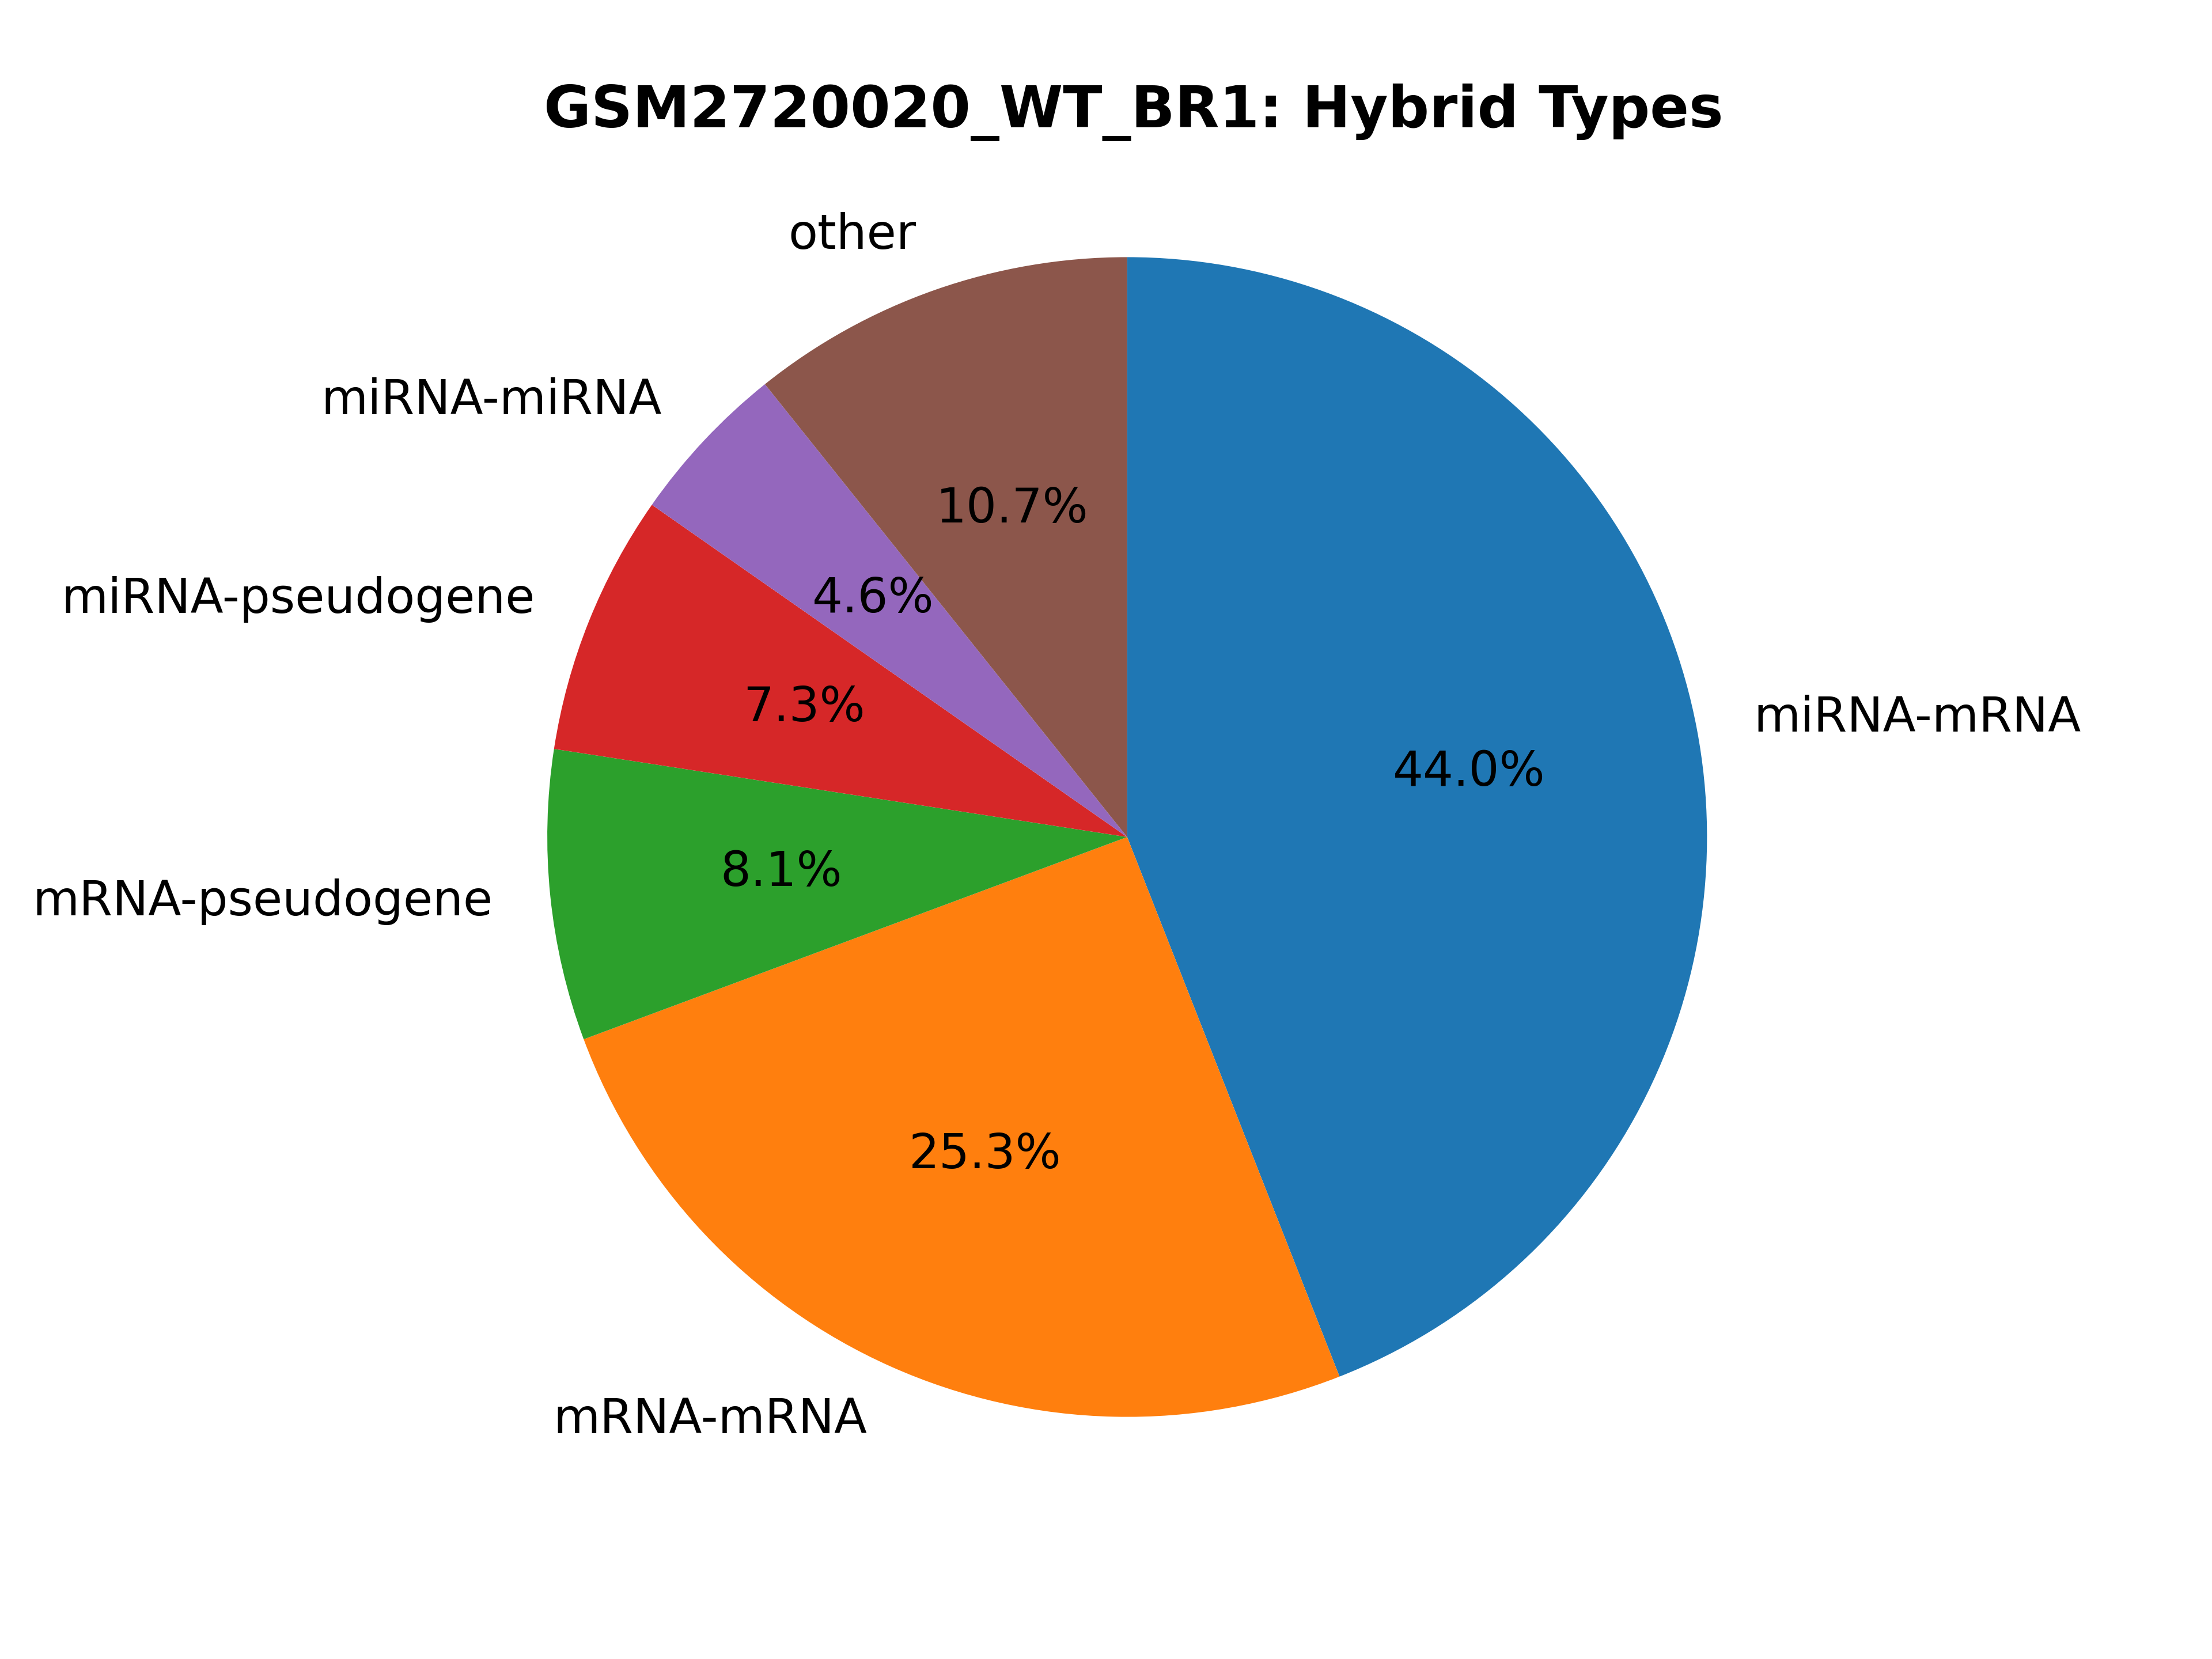 GSM2720020_WT_BR1: Hybrid Types
other
miRNA-miRNA
10.7%
miRNA-pseudogene
4.6%
7.3%
miRNA-mRNA
44.0%
8.1%
mRNA-pseudogene
25.3%
mRNA-mRNA